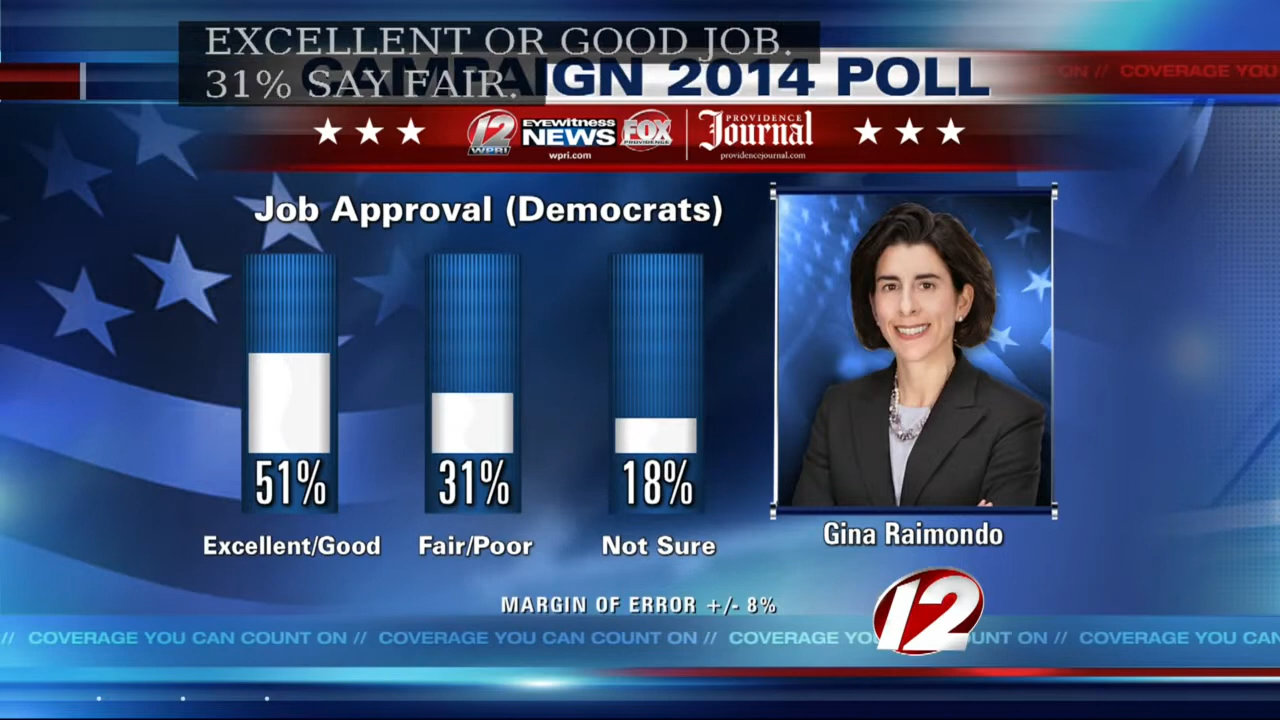 EXCELLENT OR GOOD JOB.
31% SAY FAIR.
CAMPAIGN 2014 POLL
ON // COVERAGE YOU
12 WPRI EYEWITNESS NEWS wpri.com FOX PROVIDENCE
PROVIDENCE Journal providencejournal.com
Job Approval (Democrats)
51% 31% 18%
Excellent/Good Fair/Poor Not Sure
Gina Raimondo
MARGIN OF ERROR +/- 8%
12
// COVERAGE YOU CAN COUNT ON // COVERAGE YOU CAN COUNT ON // COVERAGE YO UNT ON // COVERAGE YOU CAN